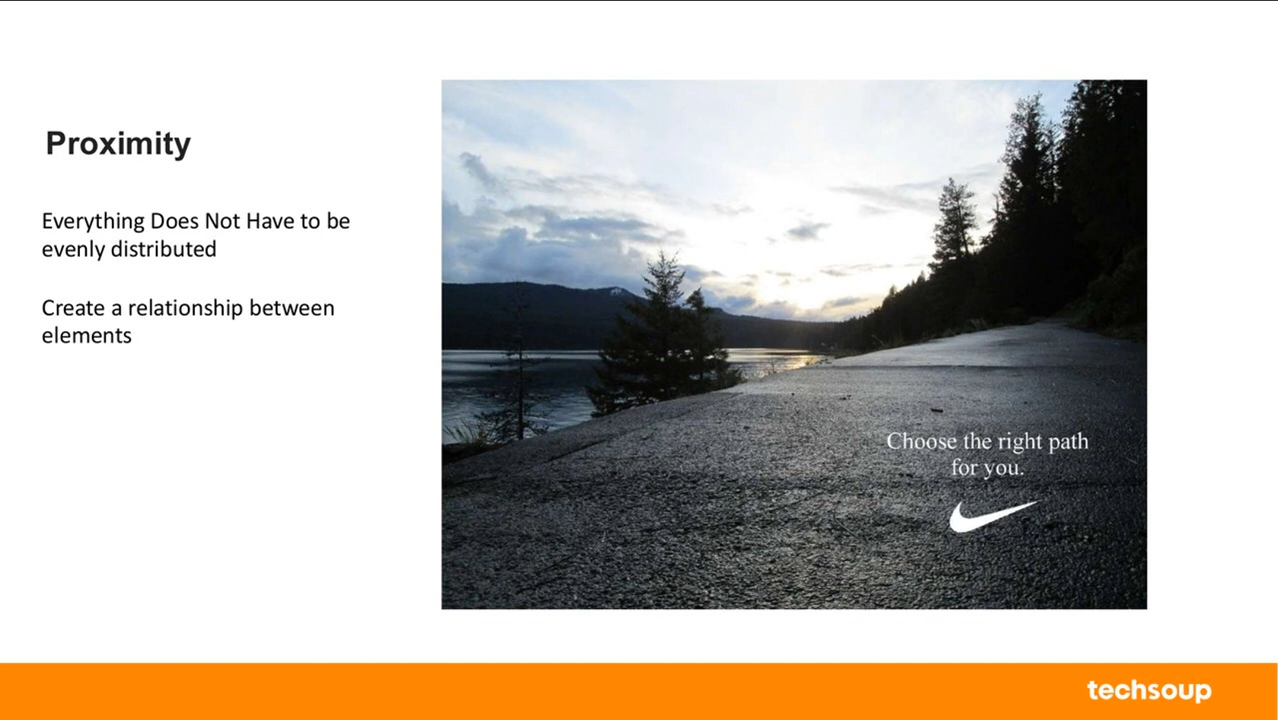 Proximity
Everything Does Not Have to be
evenly distributed
Create a relationship between
elements
Choose the right path
for you.
techsoup